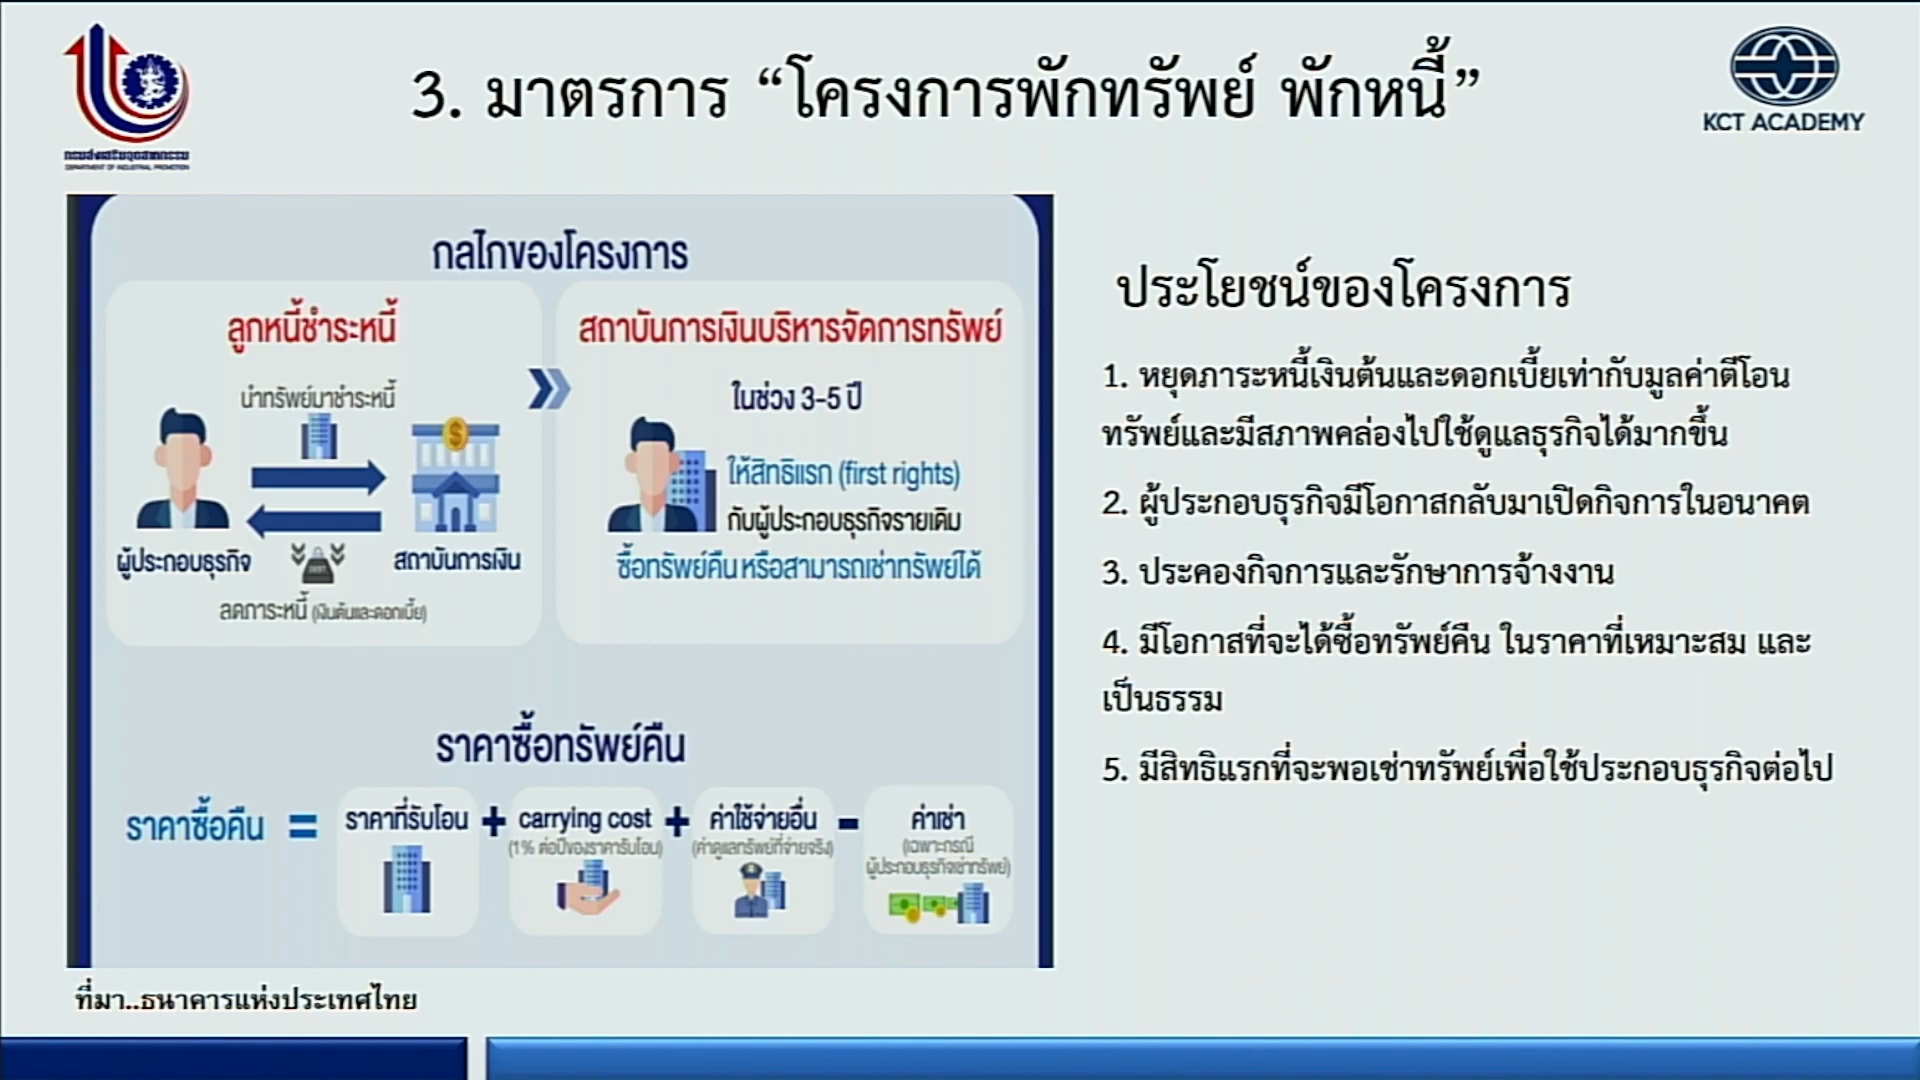 3. มาตรการ “โครงการพักทรัพย์ พักหนี้”
กรมส่งเสริมอุตสาหกรรม
DEPARTMENT OF INDUSTRIAL PROMOTION
KCT ACADEMY
กลไกของโครงการ
ลูกหนี้ชำระหนี้
นำทรัพย์มาชำระหนี้
ผู้ประกอบธุรกิจ
สถาบันการเงิน
DEBT
ลดภาระหนี้ (เงินต้นและดอกเบี้ย)
สถาบันการเงินบริหารจัดการทรัพย์
ในช่วง 3-5 ปี
ให้สิทธิแรก (first rights)
กับผู้ประกอบธุรกิจรายเดิม
ซื้อทรัพย์คืน หรือสามารถเช่าทรัพย์ได้
ราคาซื้อทรัพย์คืน
ราคาซื้อคืน = ราคาที่รับโอน + carrying cost + ค่าใช้จ่ายอื่น - ค่าเช่า
(1% ต่อปีของราคารับโอน) (ค่าดูแลทรัพย์ที่จ่ายจริง) (เฉพาะกรณี
ผู้ประกอบธุรกิจเช่าทรัพย์)
ที่มา..ธนาคารแห่งประเทศไทย
ประโยชน์ของโครงการ
1. หยุดภาระหนี้เงินต้นและดอกเบี้ยเท่ากับมูลค่าตีโอน
ทรัพย์และมีสภาพคล่องไปใช้ดูแลธุรกิจได้มากขึ้น
2. ผู้ประกอบธุรกิจมีโอกาสกลับมาเปิดกิจการในอนาคต
3. ประคองกิจการและรักษาการจ้างงาน
4. มีโอกาสที่จะได้ซื้อทรัพย์คืน ในราคาที่เหมาะสม และ
เป็นธรรม
5. มีสิทธิแรกที่จะพอเช่าทรัพย์เพื่อใช้ประกอบธุรกิจต่อไป